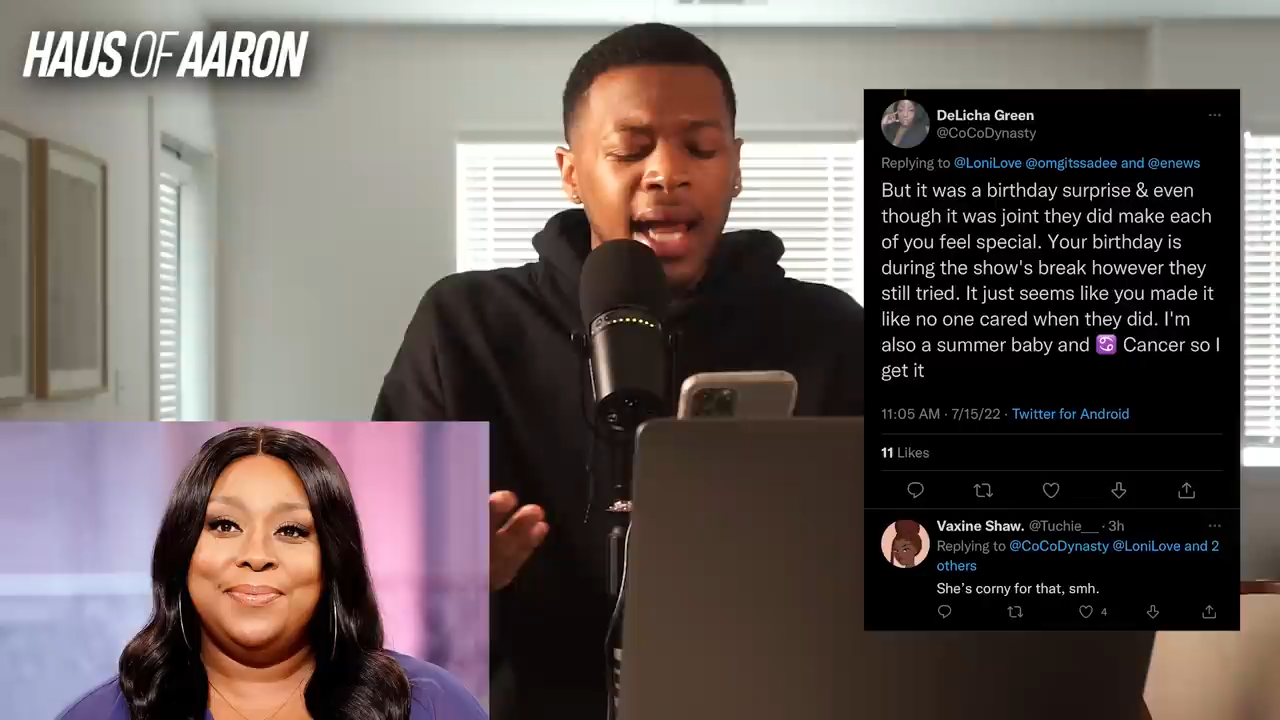 HAUS OF AARON
DeLicha Green
@CoCoDynasty
Replying to @LoniLove @omgitssadee and @enews
But it was a birthday surprise & even
though it was joint they did make each
of you feel special. Your birthday is
during the show's break however they
still tried. It just seems like you made it
like no one cared when they did. I'm
also a summer baby and ♋ Cancer so I
get it
11:05 AM · 7/15/22 · Twitter for Android
11 Likes
Vaxine Shaw. @Tuchie__ · 3h
Replying to @CoCoDynasty @LoniLove and 2
others
She's corny for that, smh.
4